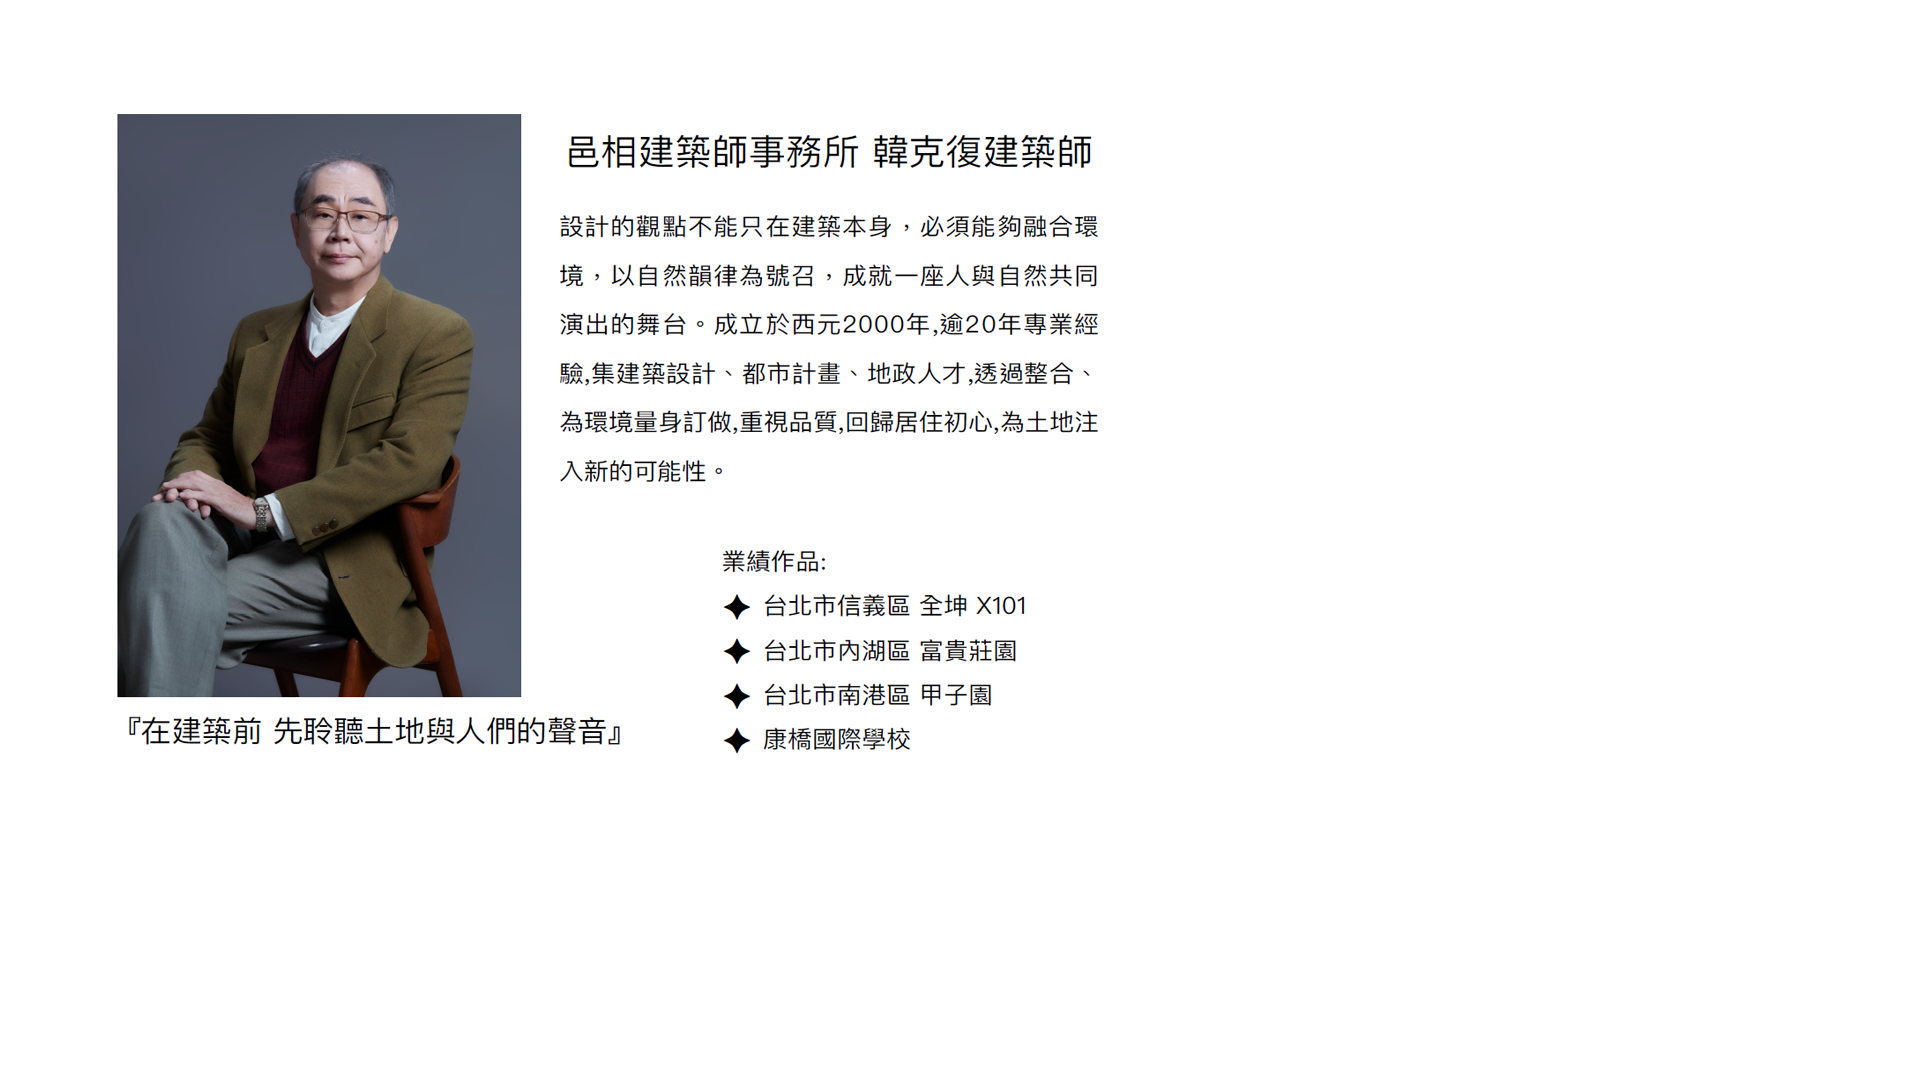 邑相建築師事務所 韓克復建築師
設計的觀點不能只在建築本身，必須能夠融合環
境，以自然韻律為號召，成就一座人與自然共同
演出的舞台。成立於西元2000年,逾20年專業經
驗,集建築設計、都市計畫、地政人才,透過整合、
為環境量身訂做,重視品質,回歸居住初心,為土地注
入新的可能性。
業績作品:
✦ 台北市信義區 全坤 X101
✦ 台北市內湖區 富貴莊園
✦ 台北市南港區 甲子園
✦ 康橋國際學校
『在建築前 先聆聽土地與人們的聲音』